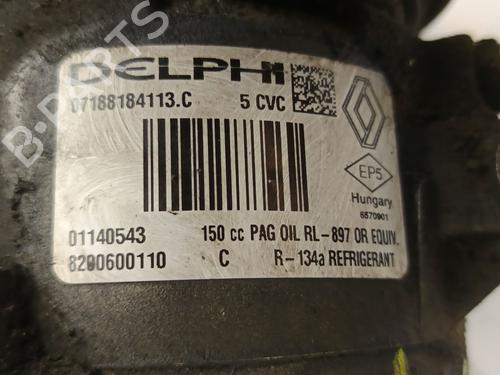 DELPHI
07188184113.C 5 CVC
EP5
Hungary
6570901
01140543 150 cc PAG OIL RL-897 OR EQUIV.
8200600110 C R-134a REFRIGERANT
B-PARTS